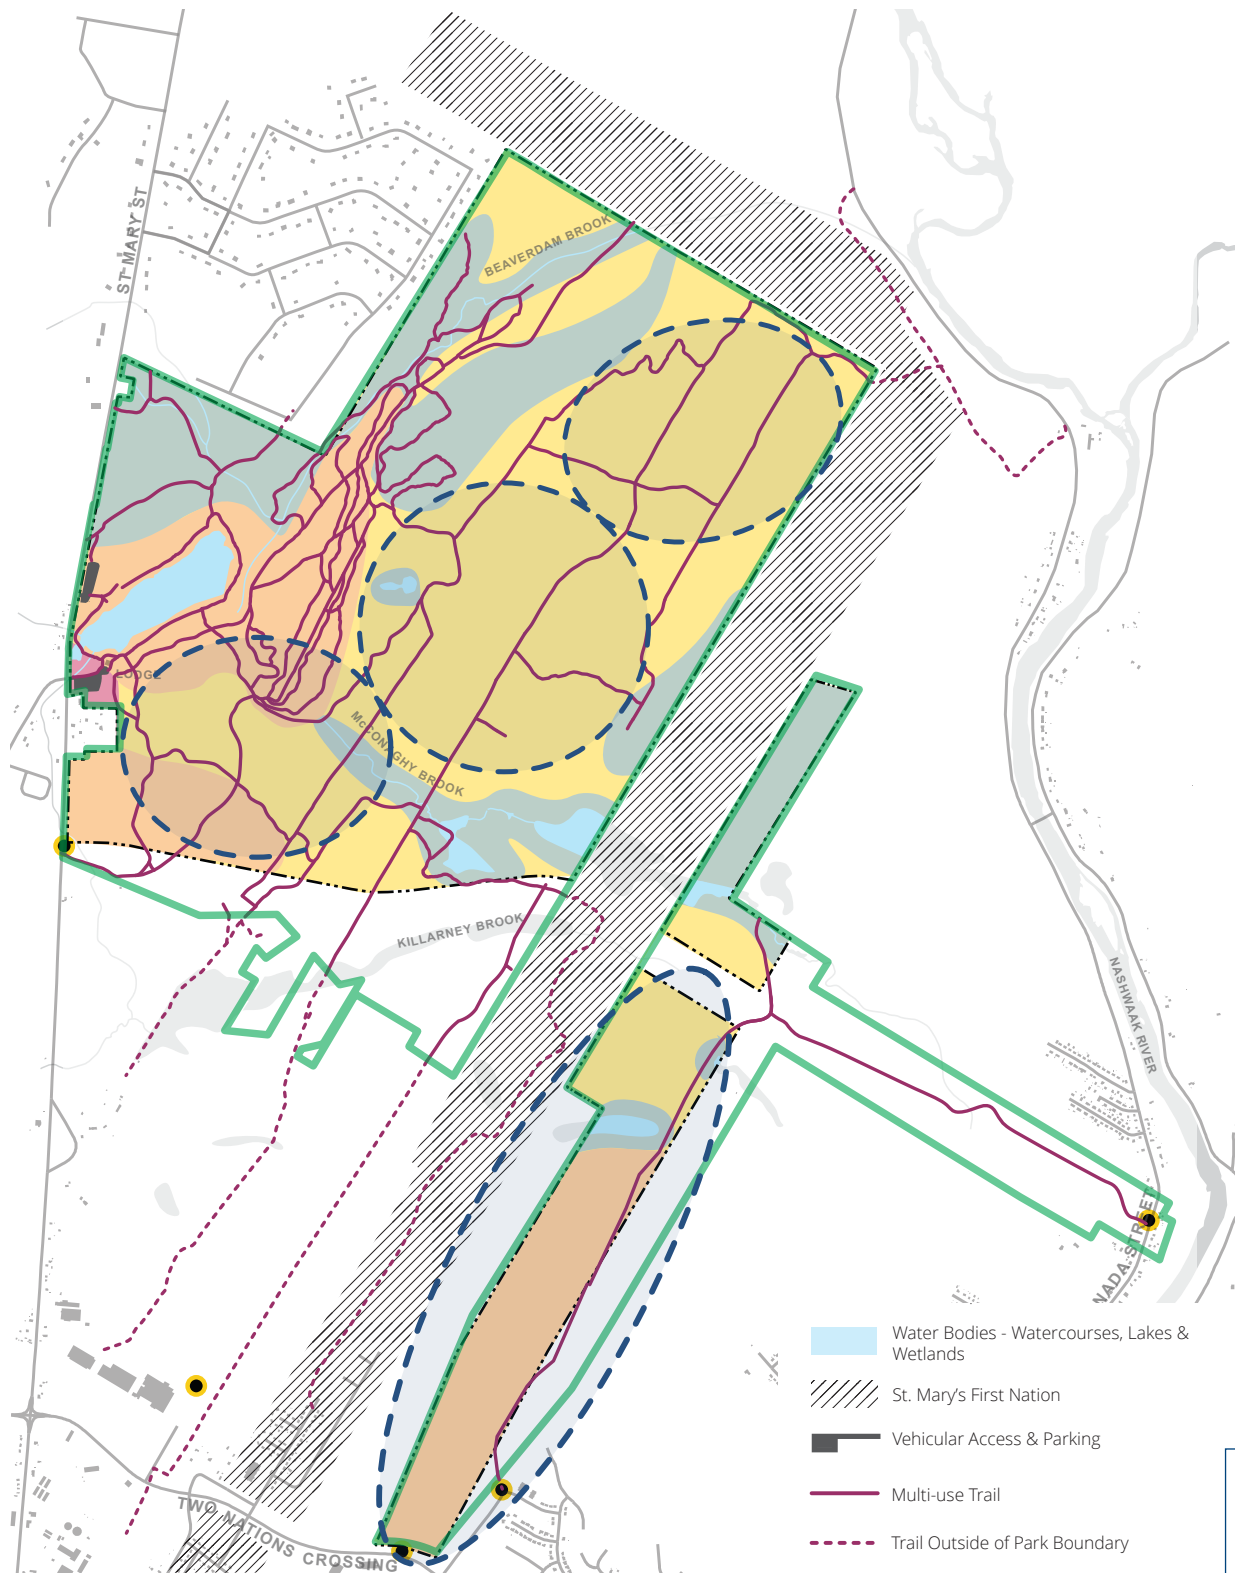 ST MARY ST
BEAVERDAM BROOK
LODGE
McCONAGHY BROOK
KILLARNEY BROOK
NASHWAAK RIVER
NADA STREET
TWO NATIONS CROSSING
Water Bodies - Watercourses, Lakes &
Wetlands
St. Mary's First Nation
Vehicular Access & Parking
Multi-use Trail
Trail Outside of Park Boundary